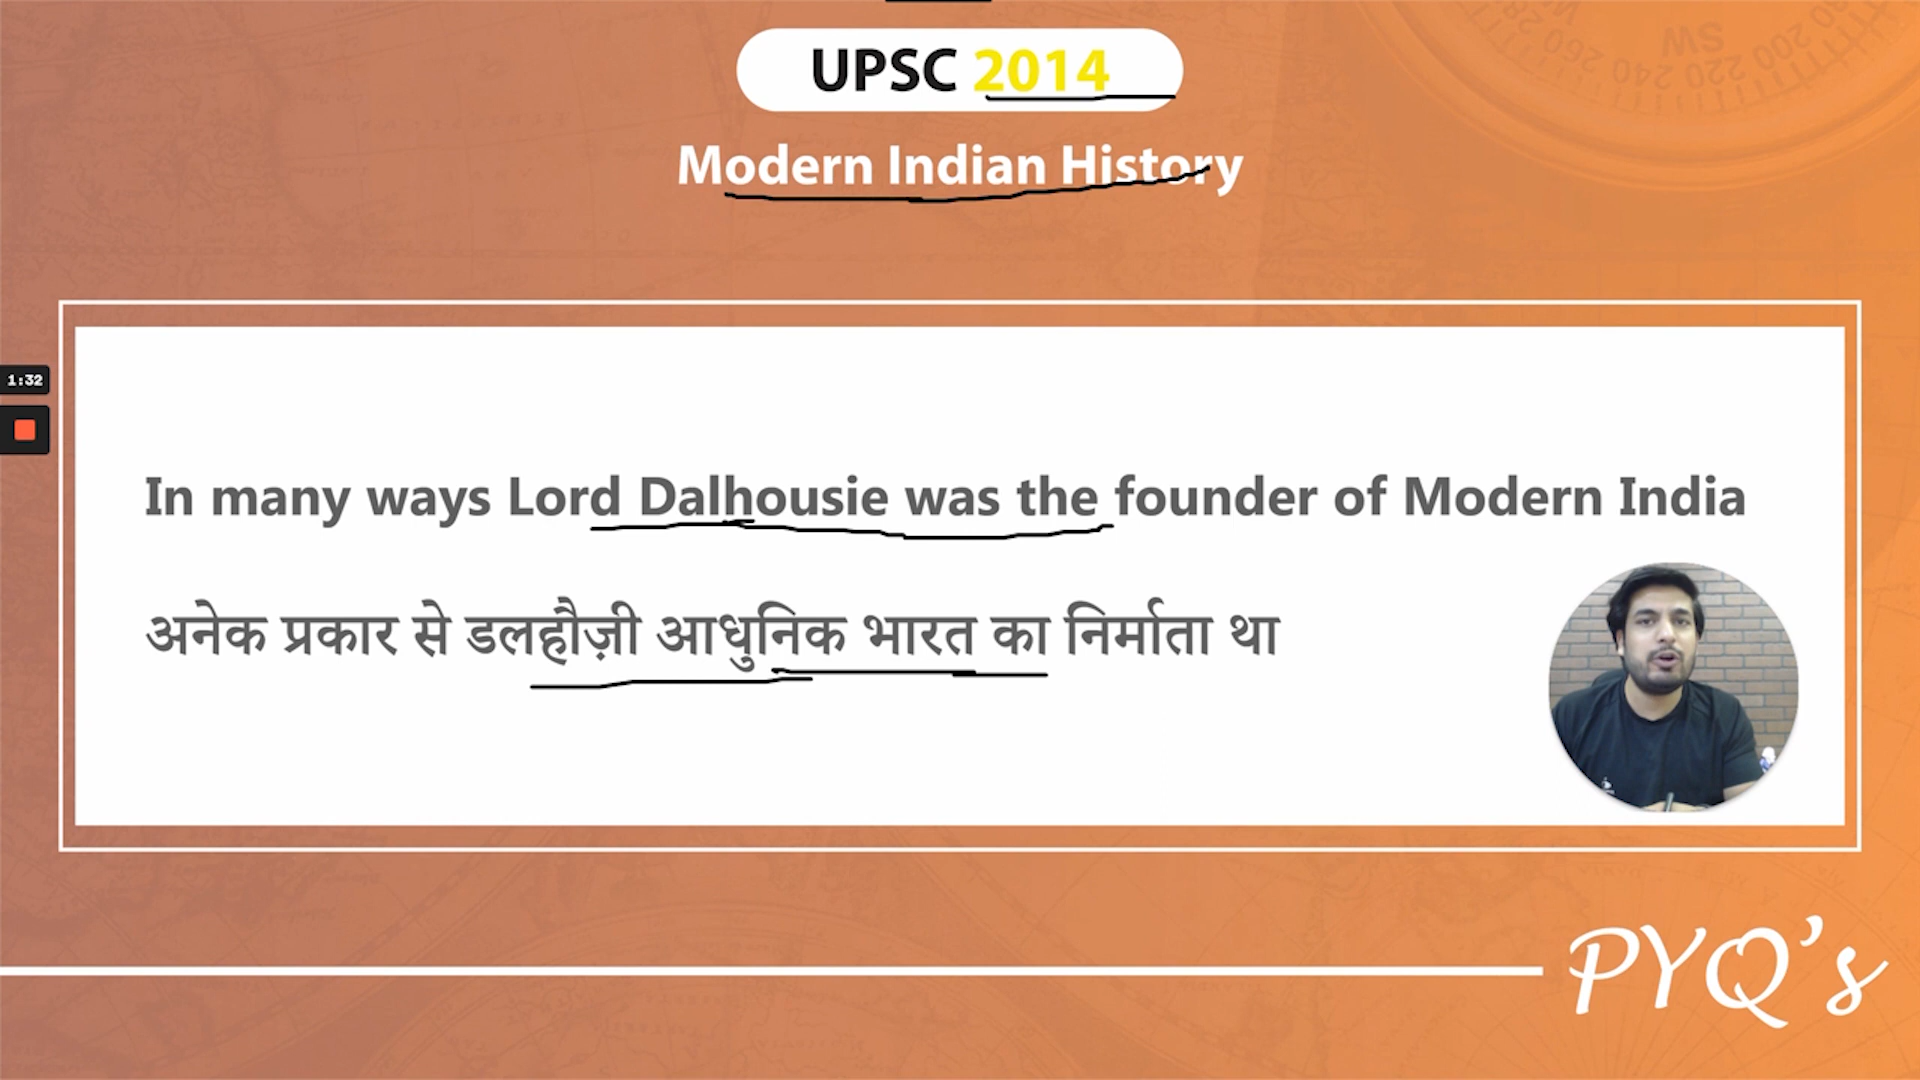 UPSC 2014
Modern Indian History
1:32
In many ways Lord Dalhousie was the founder of Modern India
अनेक प्रकार से डलहौज़ी आधुनिक भारत का निर्माता था
PYQ's